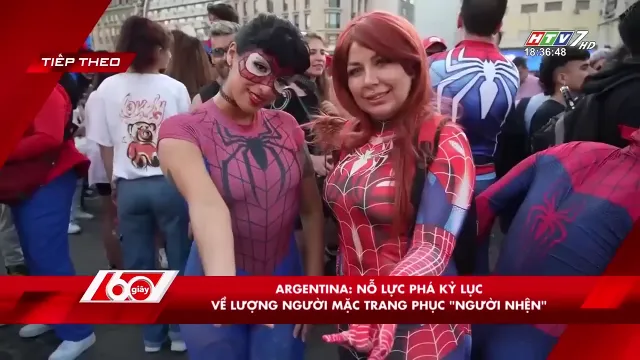 TIẾP THEO
HTV7 HD
18:36:48
LOVING
60 giây
ARGENTINA: NỖ LỰC PHÁ KỶ LỤC
VỀ LƯỢNG NGƯỜI MẶC TRANG PHỤC "NGƯỜI NHỆN"